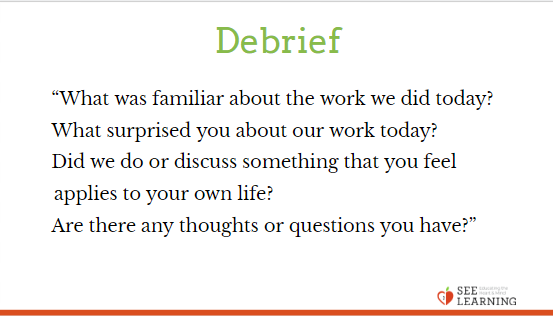 Debrief
“What was familiar about the work we did today?
What surprised you about our work today?
Did we do or discuss something that you feel
applies to your own life?
Are there any thoughts or questions you have?”
SEE
LEARNING